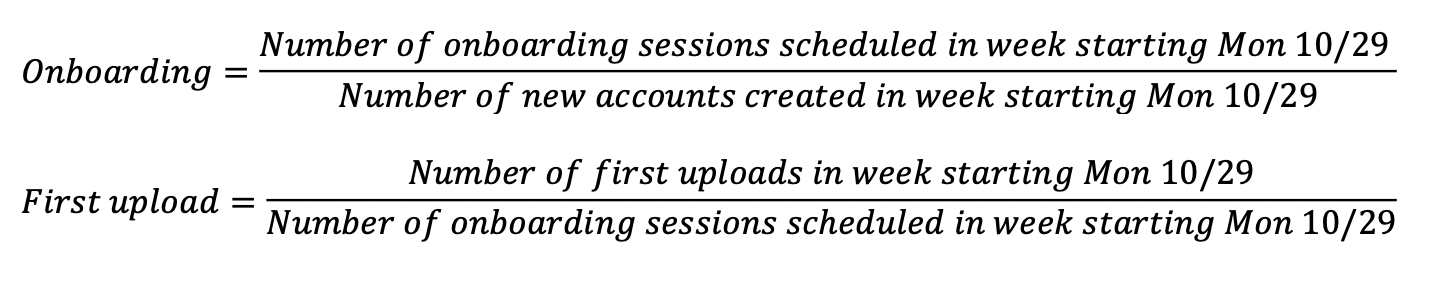 Onboarding = Number of onboarding sessions scheduled in week starting Mon 10/29
Number of new accounts created in week starting Mon 10/29
First upload = Number of first uploads in week starting Mon 10/29
Number of onboarding sessions scheduled in week starting Mon 10/29